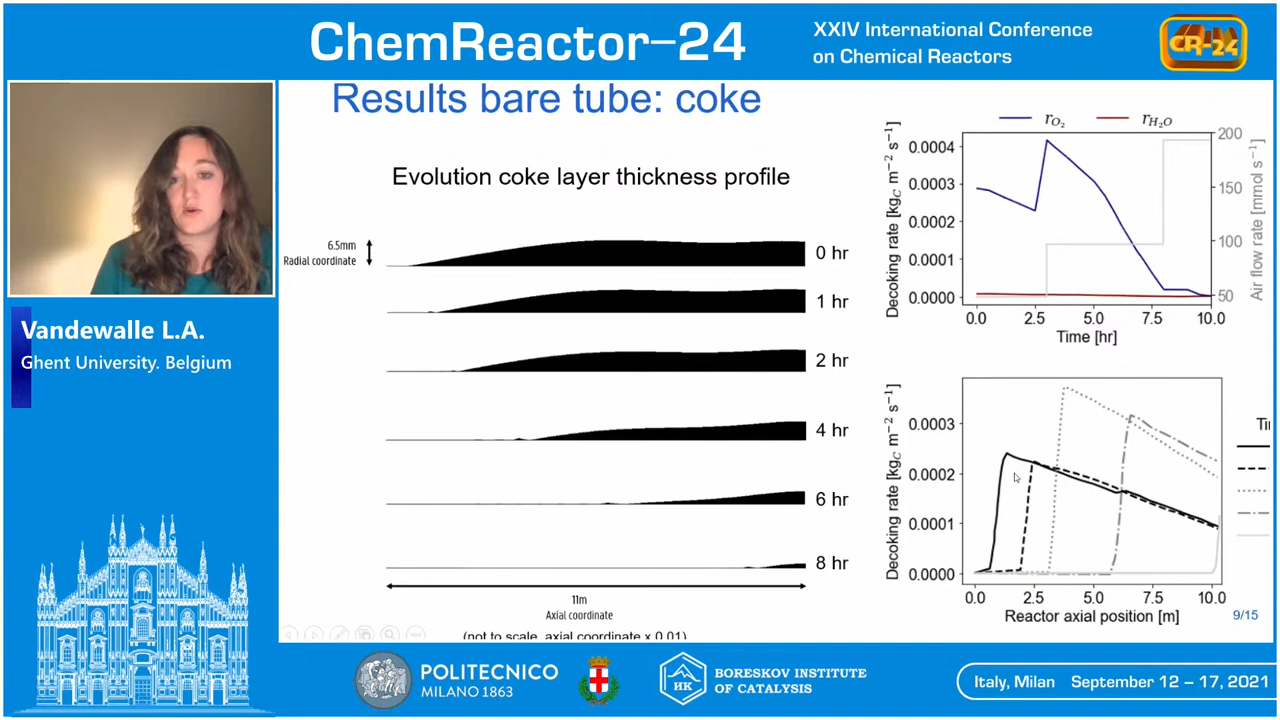 ChemReactor–24
XXIV International Conference
on Chemical Reactors
CR-24
Results bare tube: coke
Evolution coke layer thickness profile
6.5mm
Radial coordinate
0 hr
1 hr
2 hr
4 hr
6 hr
8 hr
11m
Axial coordinate
(not to scale, axial coordinate x 0.01)
Vandewalle L.A.
Ghent University. Belgium
r_O₂
r_H₂O
Decoking rate [kg_C m⁻² s⁻¹]
0.0004
0.0003
0.0002
0.0001
0.0000
200
150
100
50
Air flow rate [mmol s⁻¹]
0.0 2.5 5.0 7.5 10.0
Time [hr]
Decoking rate [kg_C m⁻² s⁻¹]
0.0003
0.0002
0.0001
0.0000
0.0 2.5 5.0 7.5 10.0
Reactor axial position [m]
Ti
9/15
POLITECNICO
MILANO 1863
НК
BORESKOV INSTITUTE
OF CATALYSIS
Italy, Milan September 12 – 17, 2021